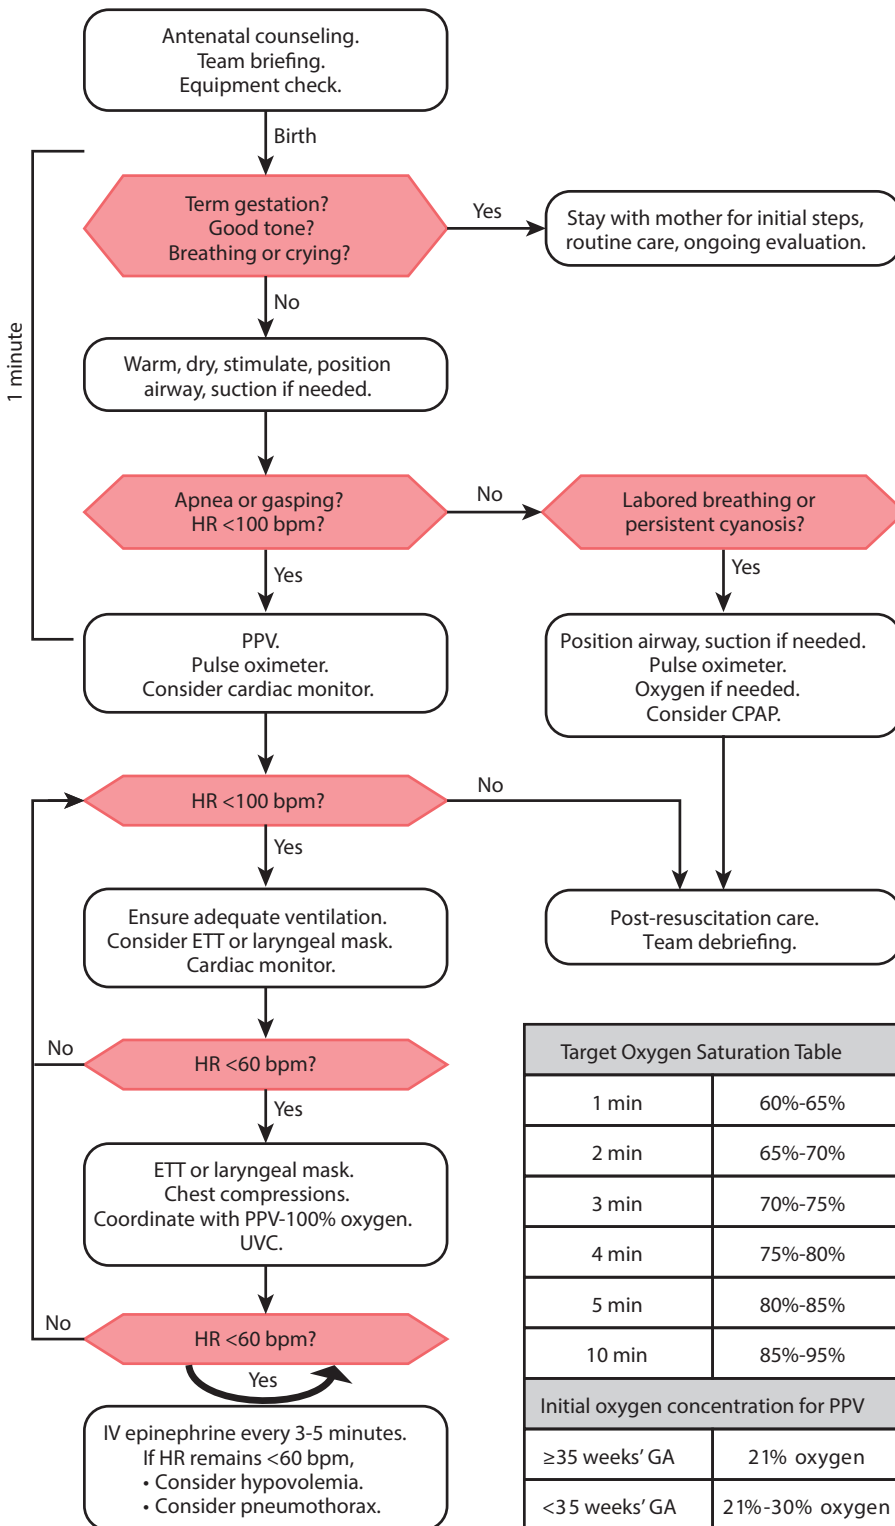 Antenatal counseling.
Team briefing.
Equipment check.
Birth
1 minute
Term gestation?
Good tone?
Breathing or crying?
Yes
Stay with mother for initial steps,
routine care, ongoing evaluation.
No
Warm, dry, stimulate, position
airway, suction if needed.
Apnea or gasping?
HR <100 bpm?
No
Labored breathing or
persistent cyanosis?
Yes
Yes
PPV.
Pulse oximeter.
Consider cardiac monitor.
Position airway, suction if needed.
Pulse oximeter.
Oxygen if needed.
Consider CPAP.
HR <100 bpm?
No
Yes
Ensure adequate ventilation.
Consider ETT or laryngeal mask.
Cardiac monitor.
Post-resuscitation care.
Team debriefing.
No
HR <60 bpm?
Yes
ETT or laryngeal mask.
Chest compressions.
Coordinate with PPV-100% oxygen.
UVC.
No
HR <60 bpm?
Yes
IV epinephrine every 3-5 minutes.
If HR remains <60 bpm,
• Consider hypovolemia.
• Consider pneumothorax.
Target Oxygen Saturation Table
1 min 60%-65%
2 min 65%-70%
3 min 70%-75%
4 min 75%-80%
5 min 80%-85%
10 min 85%-95%
Initial oxygen concentration for PPV
≥35 weeks’ GA 21% oxygen
<35 weeks’ GA 21%-30% oxygen